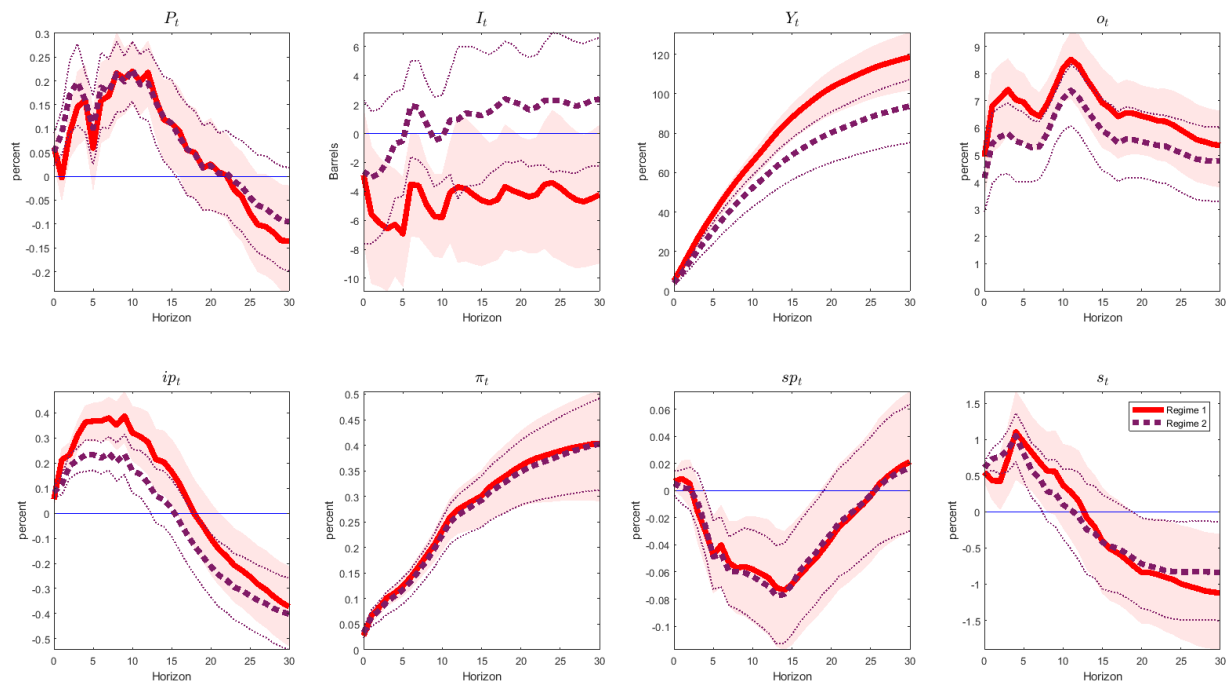 P_t
I_t
Y_t
o_t
percent
0.3
0.25
0.2
0.15
0.1
0.05
0
-0.05
-0.1
-0.15
-0.2
0 5 10 15 20 25 30
Horizon
Barrels
6
4
2
0
-2
-4
-6
-8
-10
0 5 10 15 20 25 30
Horizon
percent
120
100
80
60
40
20
0
0 5 10 15 20 25 30
Horizon
percent
9
8
7
6
5
4
3
2
1
0
0 5 10 15 20 25 30
Horizon
ip_t
π_t
sp_t
s_t
percent
0.4
0.3
0.2
0.1
0
-0.1
-0.2
-0.3
-0.4
-0.5
0 5 10 15 20 25 30
Horizon
percent
0.5
0.45
0.4
0.35
0.3
0.25
0.2
0.15
0.1
0.05
0
0 5 10 15 20 25 30
Horizon
percent
0.06
0.04
0.02
0
-0.02
-0.04
-0.06
-0.08
-0.1
0 5 10 15 20 25 30
Horizon
percent
1.5
1
0.5
0
-0.5
-1
-1.5
0 5 10 15 20 25 30
Horizon
Regime 1
Regime 2